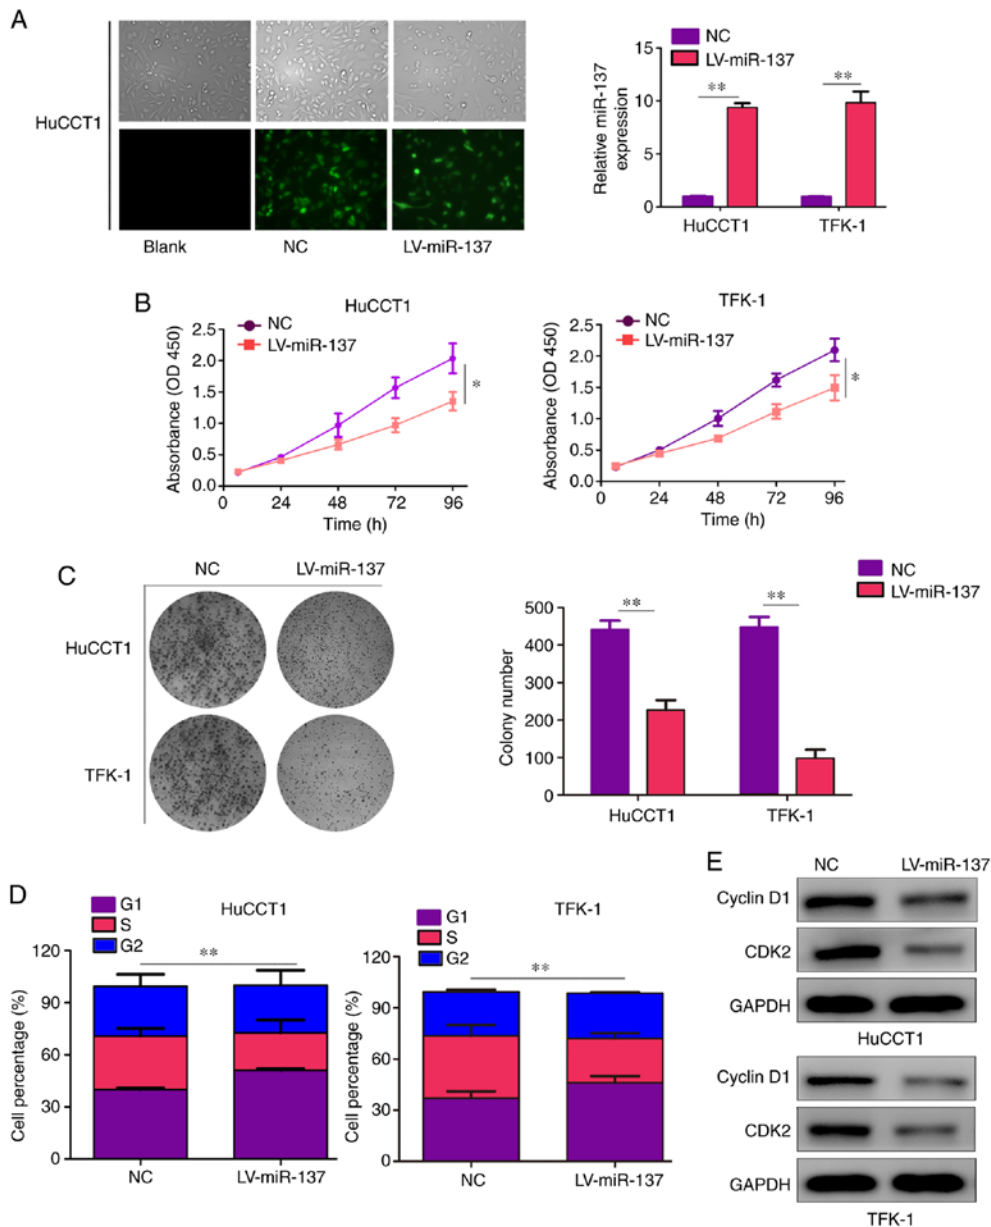 A
HuCCT1
Blank
NC
LV-miR-137
NC
LV-miR-137
Relative miR-137
expression
15
10
5
0
**
**
HuCCT1
TFK-1
B
HuCCT1
NC
LV-miR-137
Absorbance (OD 450)
2.5
2.0
1.5
1.0
0.5
0.0
*
0
24
48
72
96
Time (h)
TFK-1
NC
LV-miR-137
Absorbance (OD 450)
2.5
2.0
1.5
1.0
0.5
0.0
*
0
24
48
72
96
Time (h)
C
NC
LV-miR-137
HuCCT1
TFK-1
NC
LV-miR-137
Colony number
500
400
300
200
100
0
**
**
HuCCT1
TFK-1
D
G1
S
G2
HuCCT1
**
Cell percentage (%)
120
90
60
30
0
NC
LV-miR-137
G1
S
G2
TFK-1
**
Cell percentage (%)
120
90
60
30
0
NC
LV-miR-137
E
NC
LV-miR-137
Cyclin D1
CDK2
GAPDH
HuCCT1
Cyclin D1
CDK2
GAPDH
TFK-1